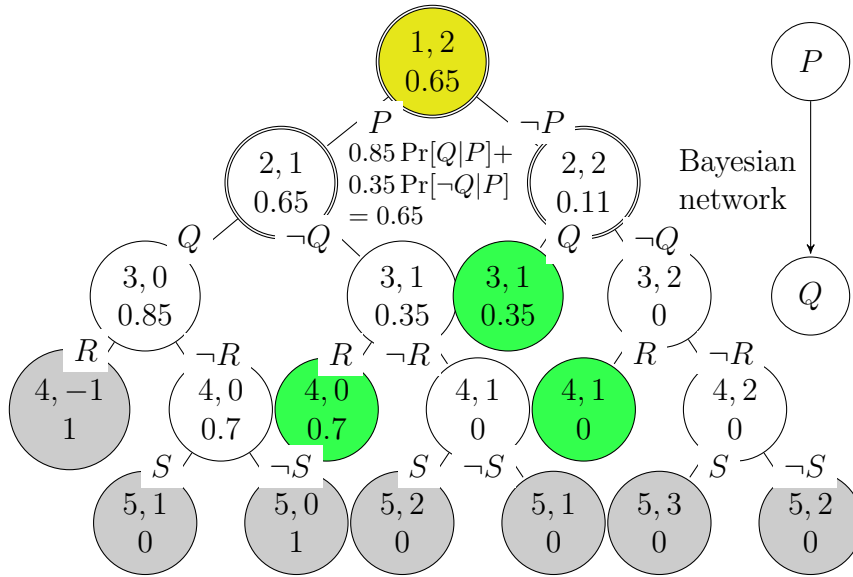 1, 2
0.65
P
P
¬P
0.85 Pr[Q|P]+
0.35 Pr[¬Q|P]
= 0.65
2, 1
0.65
2, 2
0.11
Bayesian
network
Q
¬Q
Q
¬Q
3, 0
0.85
3, 1
0.35
3, 1
0.35
3, 2
0
Q
R
¬R
R
¬R
R
¬R
4, −1
1
4, 0
0.7
4, 0
0.7
4, 1
0
4, 1
0
4, 2
0
S
¬S
S
¬S
S
¬S
5, 1
0
5, 0
1
5, 2
0
5, 1
0
5, 3
0
5, 2
0